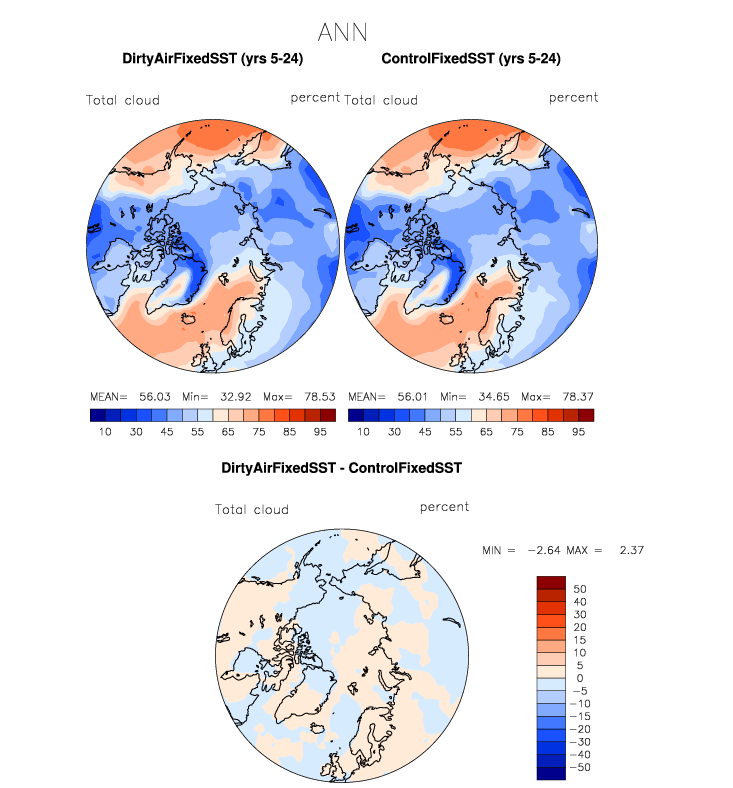 ANN
DirtyAirFixedSST (yrs 5-24) ControlFixedSST (yrs 5-24)
Total cloud percent Total cloud percent
MEAN= 56.03 Min= 32.92 Max= 78.53 MEAN= 56.01 Min= 34.65 Max= 78.37
10 30 45 55 65 75 85 95 10 30 45 55 65 75 85 95
DirtyAirFixedSST - ControlFixedSST
Total cloud percent
MIN = -2.64 MAX = 2.37
50
40
30
20
15
10
5
0
-5
-10
-15
-20
-30
-40
-50